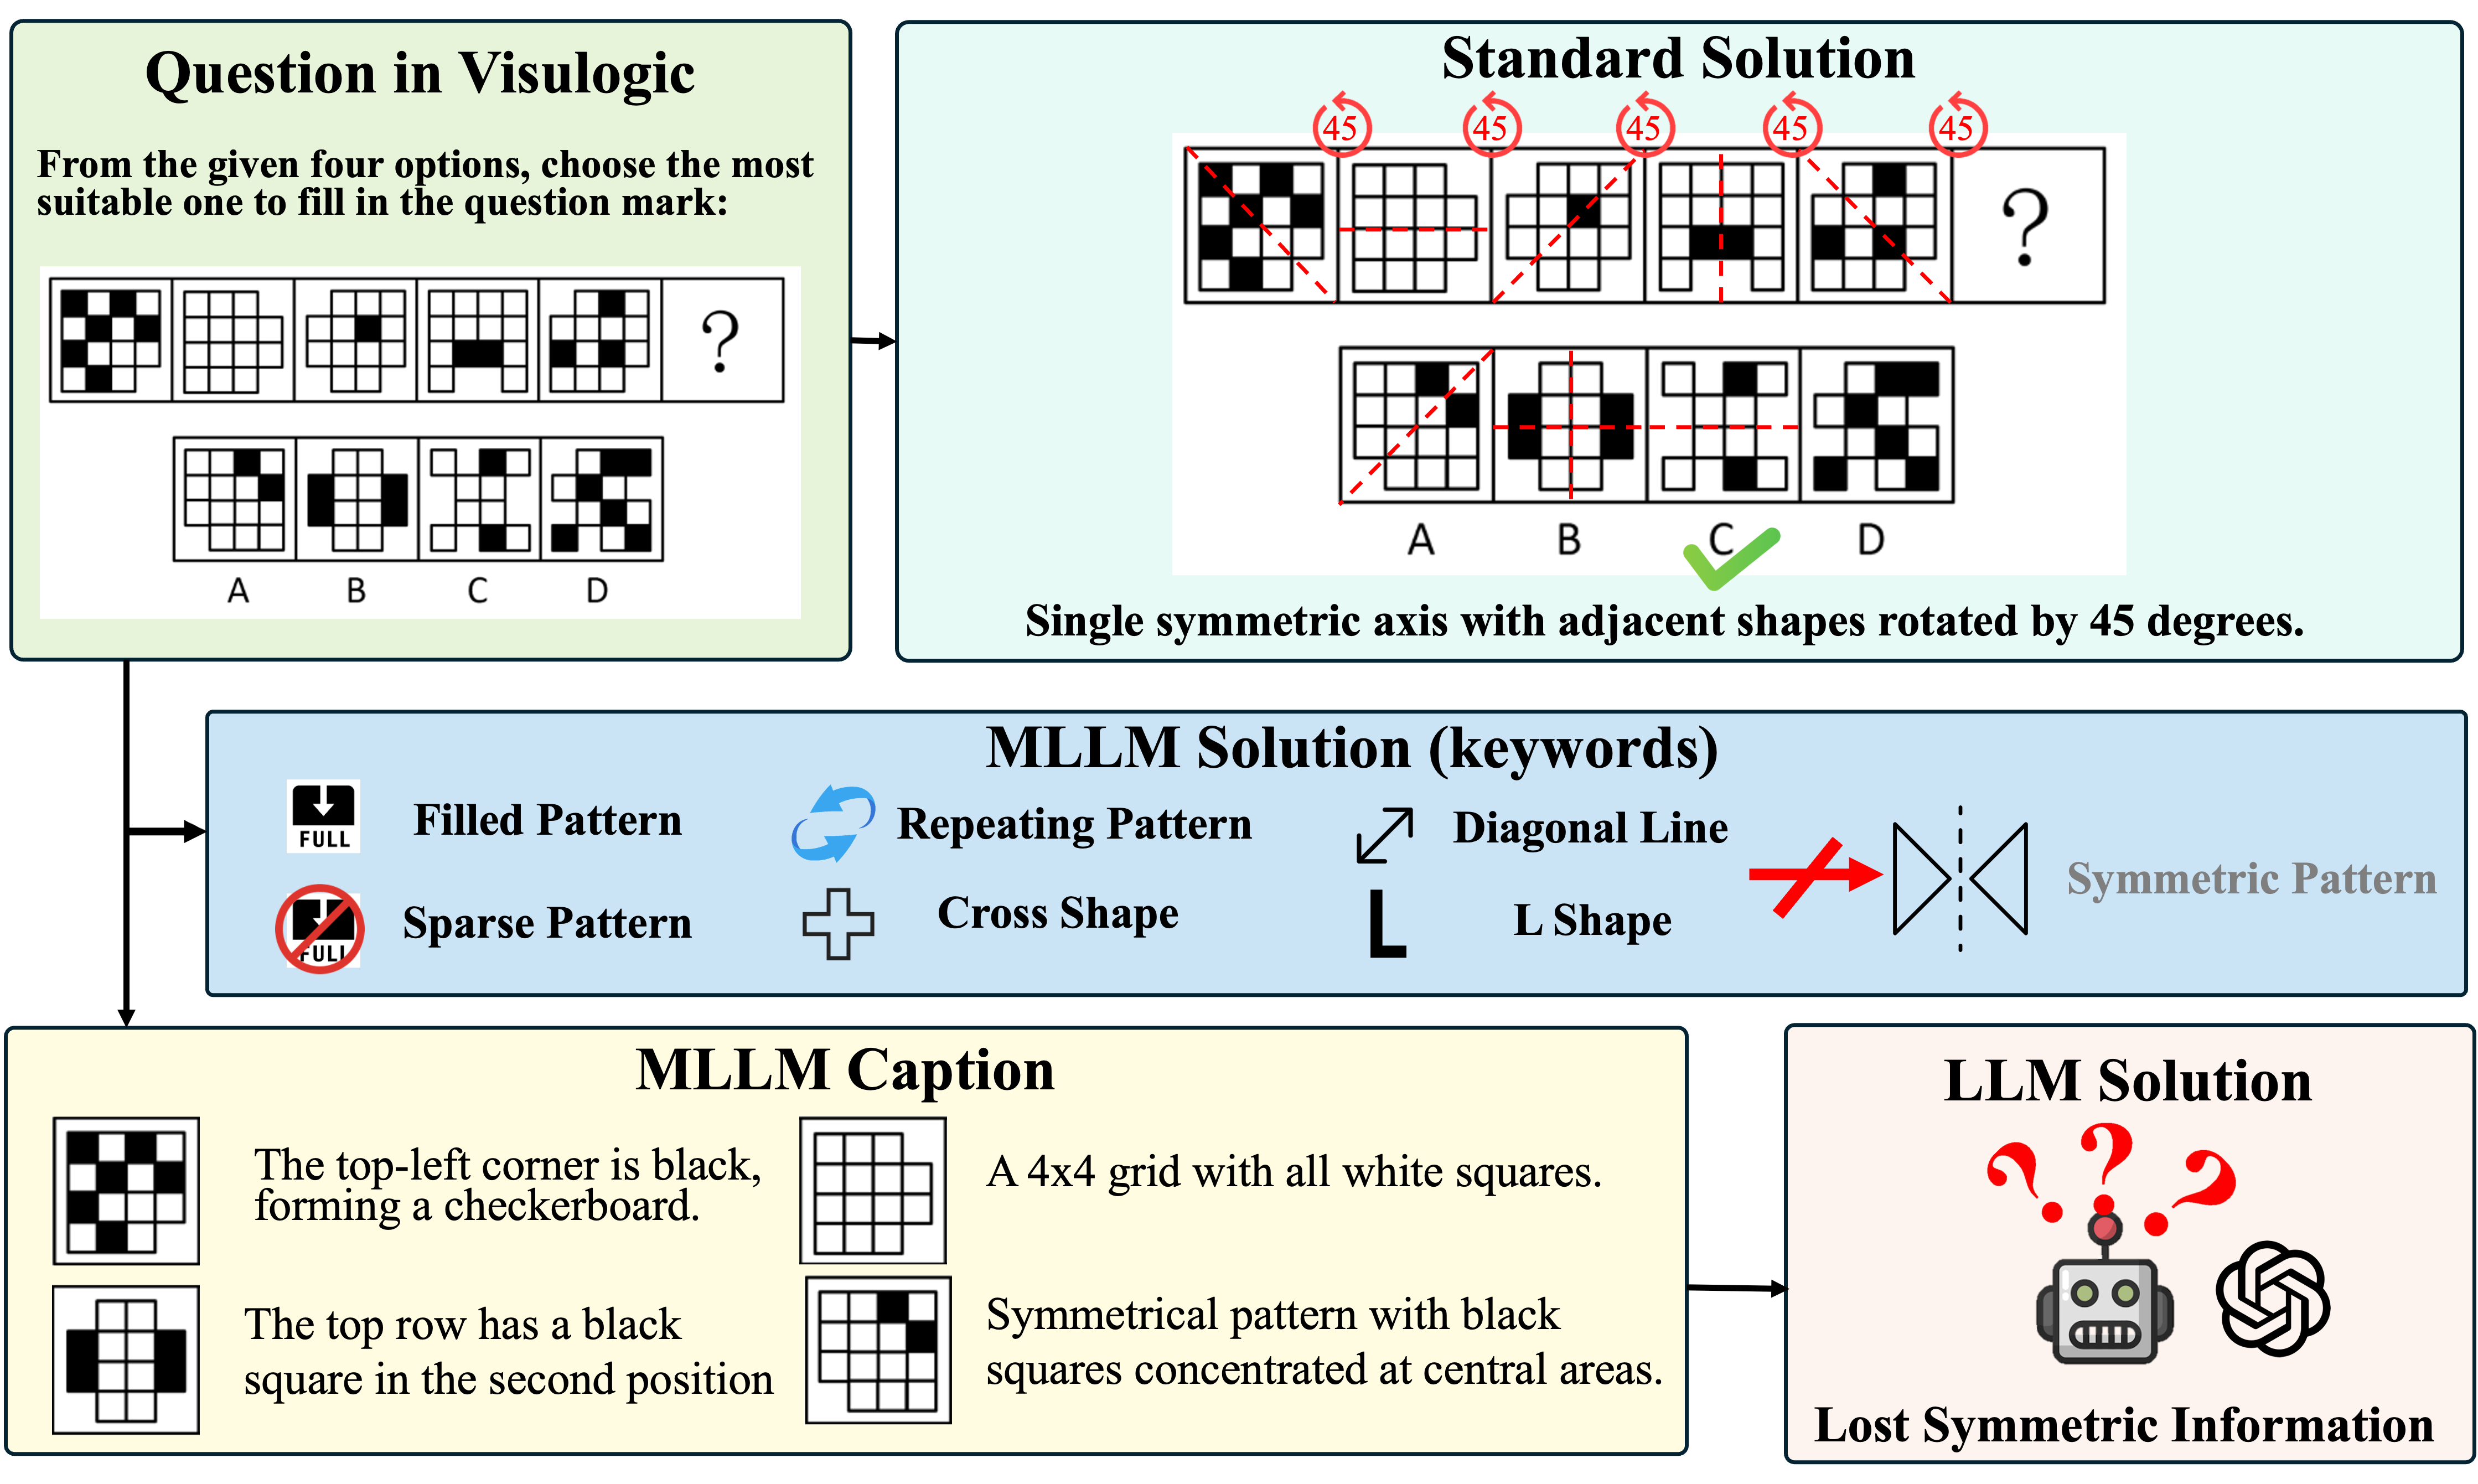 Question in Visulogic
From the given four options, choose the most
suitable one to fill in the question mark:
?
A B C D
Standard Solution
45 45 45 45 45
?
A B C D
Single symmetric axis with adjacent shapes rotated by 45 degrees.
MLLM Solution (keywords)
FULL Filled Pattern Repeating Pattern Diagonal Line
Symmetric Pattern
FULL Sparse Pattern Cross Shape L L Shape
MLLM Caption
The top-left corner is black,
forming a checkerboard.
A 4x4 grid with all white squares.
The top row has a black
square in the second position
Symmetrical pattern with black
squares concentrated at central areas.
LLM Solution
? ? ?
Lost Symmetric Information